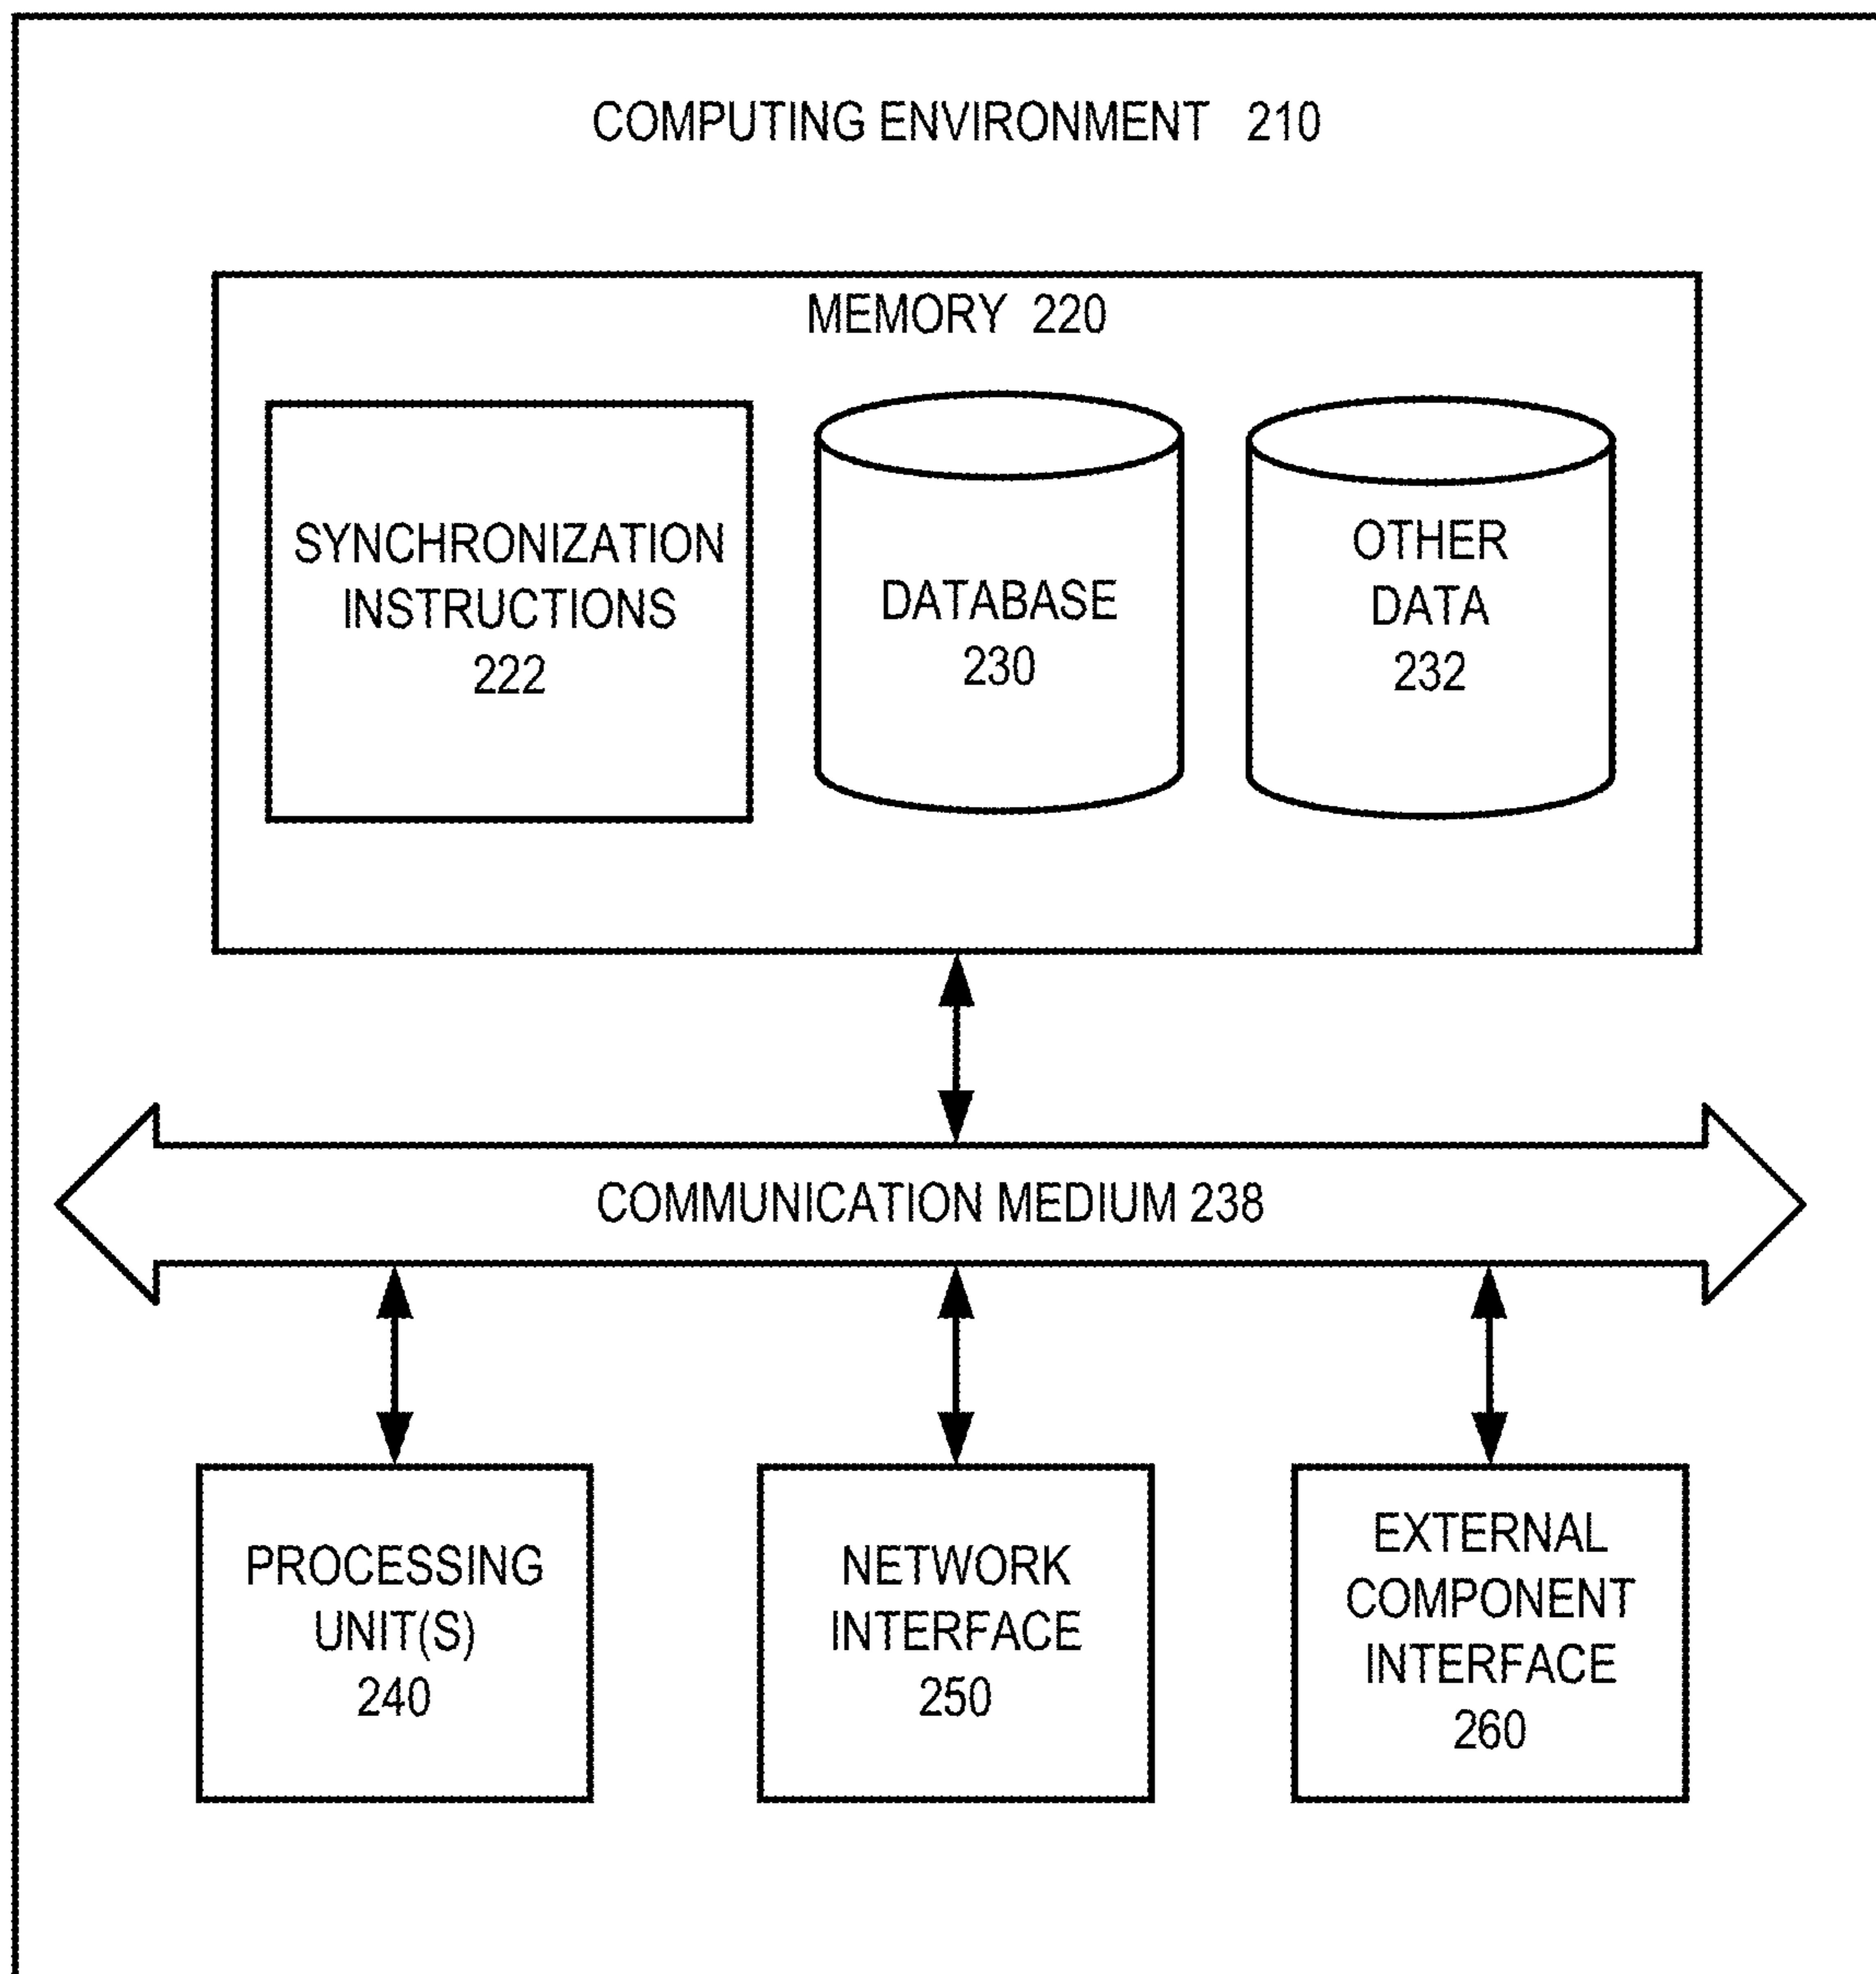 COMPUTING ENVIRONMENT 210
MEMORY 220
SYNCHRONIZATION
INSTRUCTIONS
222
DATABASE
230
OTHER
DATA
232
COMMUNICATION MEDIUM 238
PROCESSING
UNIT(S)
240
NETWORK
INTERFACE
250
EXTERNAL
COMPONENT
INTERFACE
260